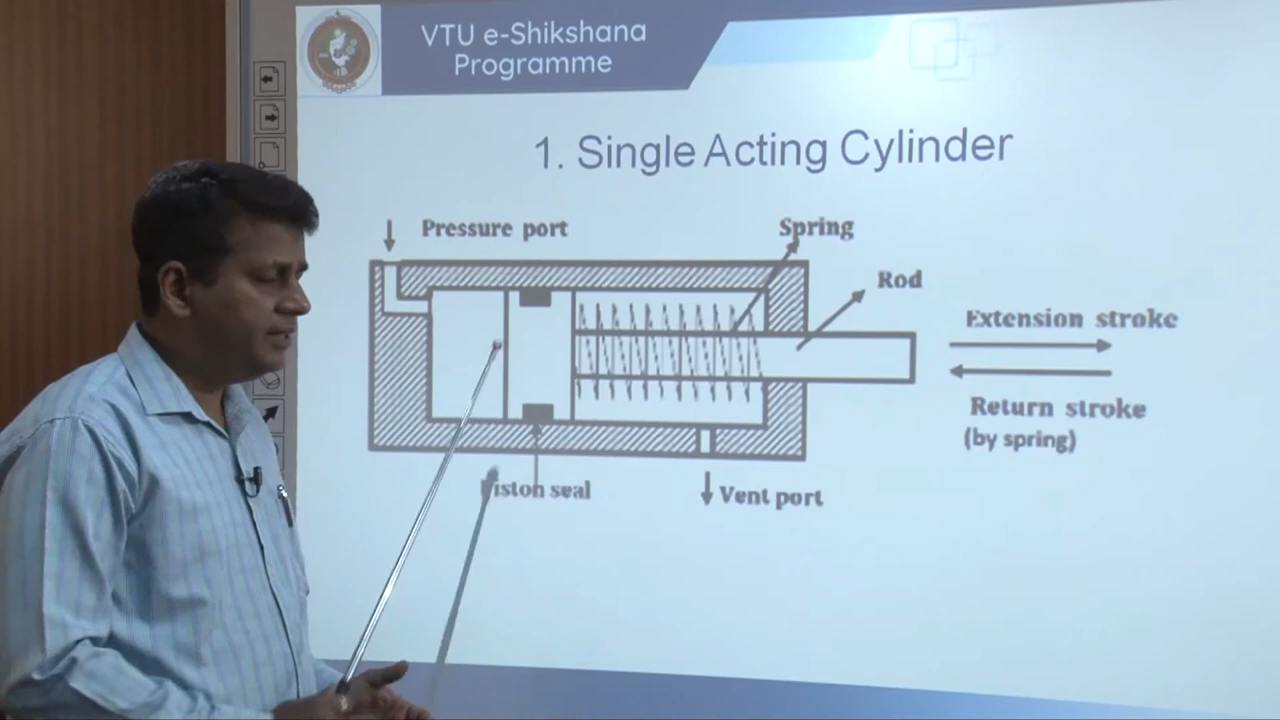 VTU e-Shikshana
Programme
1. Single Acting Cylinder
Pressure port
Spring
Rod
Extension stroke
Return stroke
(by spring)
Piston seal
Vent port